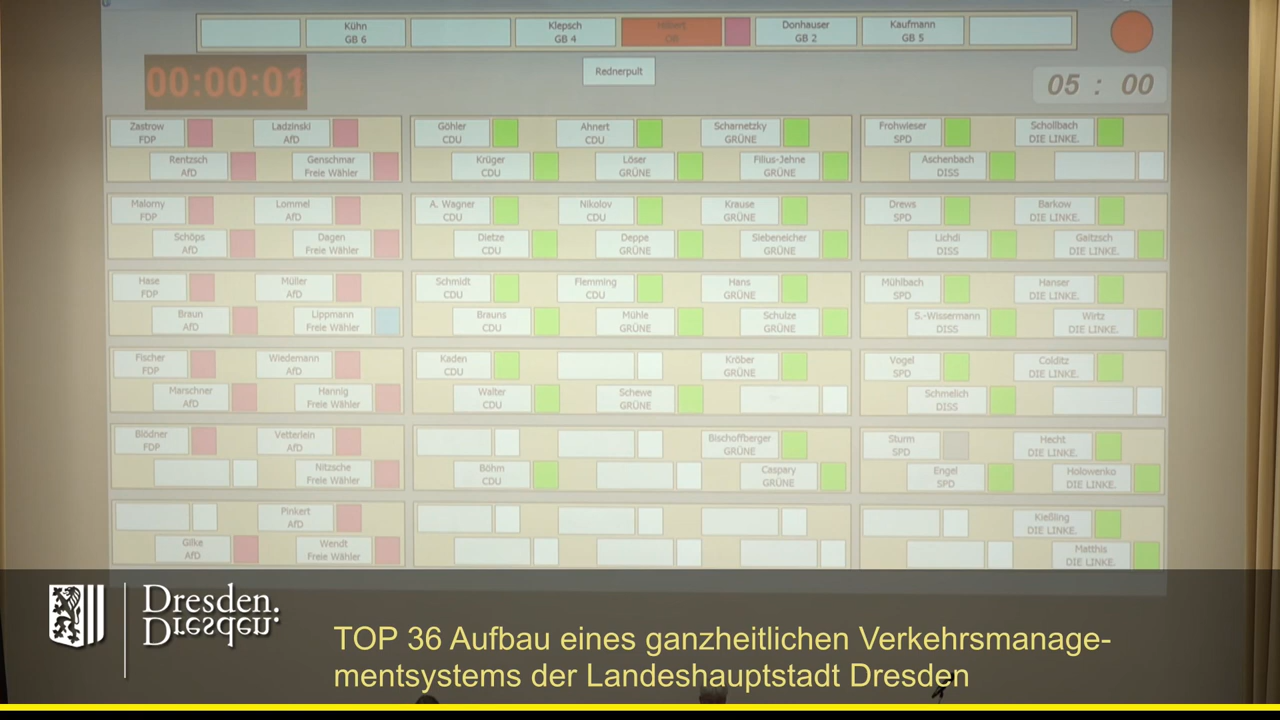 Kühn
GB 6
Klepsch
GB 4
Hilbert
OB
Donhauser
GB 2
Kaufmann
GB 5
00:00:01
Rednerpult
05 : 00
Zastrow
FDP
Ladzinski
AfD
Rentzsch
AfD
Genschmar
Freie Wähler
Göhler
CDU
Ahnert
CDU
Scharnetzky
GRÜNE
Krüger
CDU
Löser
GRÜNE
Filius-Jehne
GRÜNE
Frohwieser
SPD
Schollbach
DIE LINKE.
Aschenbach
DISS
Malorny
FDP
Lommel
AfD
Schöps
AfD
Dagen
Freie Wähler
A. Wagner
CDU
Nikolov
CDU
Krause
GRÜNE
Dietze
CDU
Deppe
GRÜNE
Siebeneicher
GRÜNE
Drews
SPD
Barkow
DIE LINKE.
Lichdi
DISS
Gaitzsch
DIE LINKE.
Hase
FDP
Müller
AfD
Braun
AfD
Lippmann
Freie Wähler
Schmidt
CDU
Flemming
CDU
Hans
GRÜNE
Brauns
CDU
Mühle
GRÜNE
Schulze
GRÜNE
Mühlbach
SPD
Hanser
DIE LINKE.
S.-Wissermann
DISS
Wirtz
DIE LINKE.
Fischer
FDP
Wiedemann
AfD
Marschner
AfD
Hannig
Freie Wähler
Kaden
CDU
Kröber
GRÜNE
Walter
CDU
Schewe
GRÜNE
Vogel
SPD
Colditz
DIE LINKE.
Schmelich
DISS
Blödner
FDP
Vetterlein
AfD
Nitzsche
Freie Wähler
Bischoffberger
GRÜNE
Böhm
CDU
Caspary
GRÜNE
Sturm
SPD
Hecht
DIE LINKE.
Engel
SPD
Holowenko
DIE LINKE.
Pinkert
AfD
Gilke
AfD
Wendt
Freie Wähler
Kießling
DIE LINKE.
Matthis
DIE LINKE.
Dresden.
Dresden.
TOP 36 Aufbau eines ganzheitlichen Verkehrsmanage-
mentsystems der Landeshauptstadt Dresden